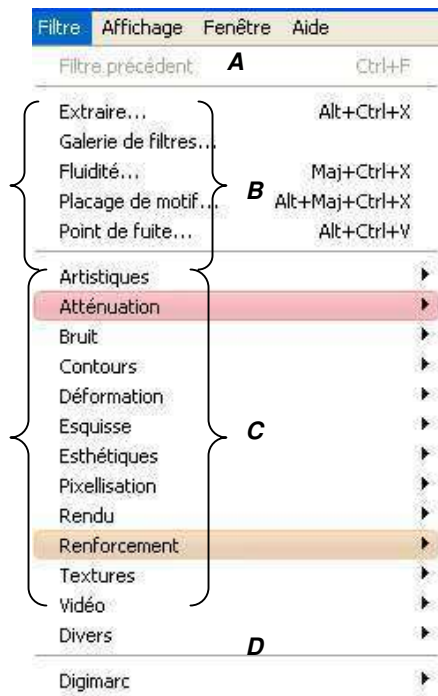 Filtre Affichage Fenêtre Aide
Filtre précédent A Ctrl+F
Extraire... Alt+Ctrl+X
Galerie de filtres...
Fluidité... Maj+Ctrl+X
Placage de motif... B Alt+Maj+Ctrl+X
Point de fuite... Alt+Ctrl+V
Artistiques
Atténuation
Bruit
Contours
Déformation
Esquisse C
Esthétiques
Pixellisation
Rendu
Renforcement
Textures
Vidéo
Divers
D
Digimarc